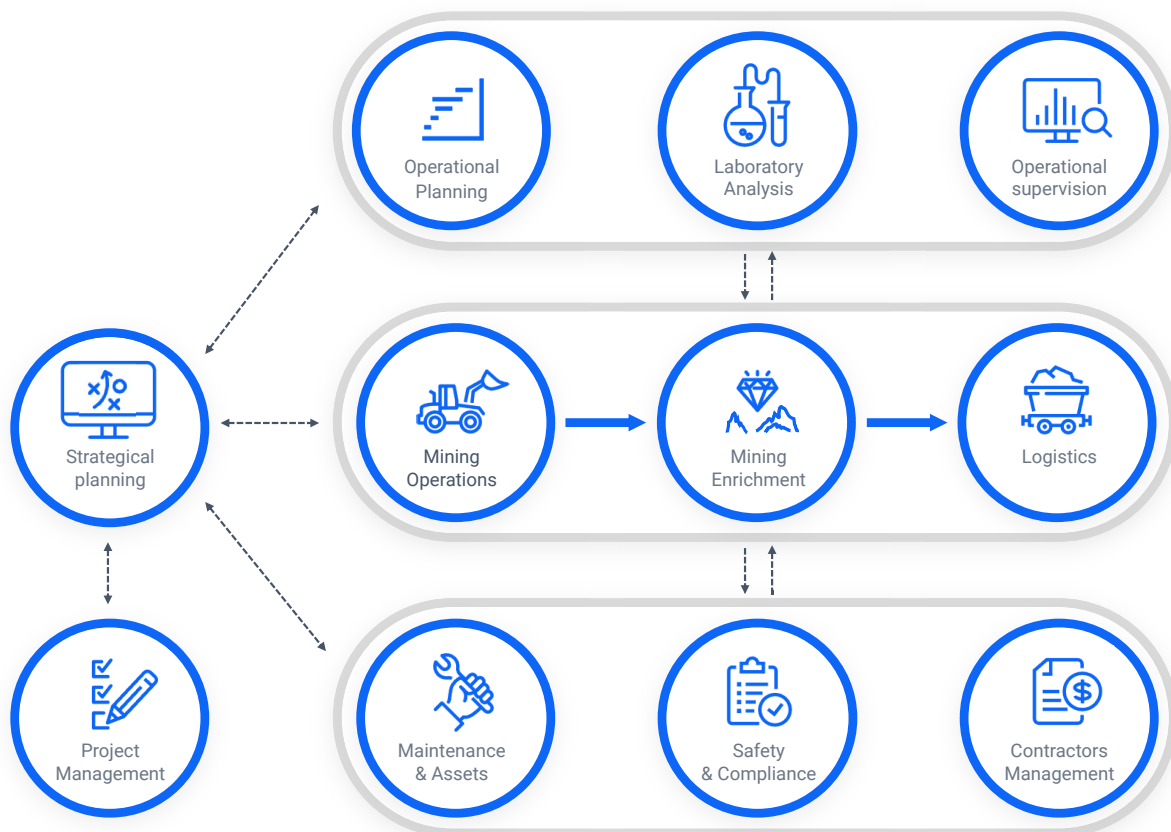 Operational
Planning
Laboratory
Analysis
Operational
supervision
Strategical
planning
Mining
Operations
Mining
Enrichment
Logistics
Project
Management
Maintenance
& Assets
Safety
& Compliance
Contractors
Management